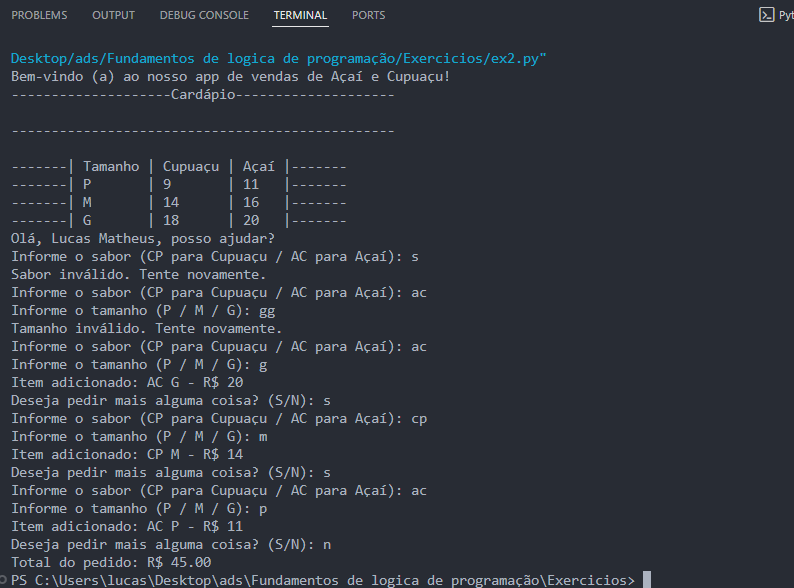 PROBLEMS OUTPUT DEBUG CONSOLE TERMINAL PORTS Pyt
Desktop/ads/Fundamentos de logica de programação/Exercicios/ex2.py"
Bem-vindo (a) ao nosso app de vendas de Açaí e Cupuaçu!
--------------------Cardápio--------------------
------------------------------------------------
-------| Tamanho | Cupuaçu | Açaí |-------
-------| P       | 9       | 11   |-------
-------| M       | 14      | 16   |-------
-------| G       | 18      | 20   |-------
Olá, Lucas Matheus, posso ajudar?
Informe o sabor (CP para Cupuaçu / AC para Açaí): s
Sabor inválido. Tente novamente.
Informe o sabor (CP para Cupuaçu / AC para Açaí): ac
Informe o tamanho (P / M / G): gg
Tamanho inválido. Tente novamente.
Informe o sabor (CP para Cupuaçu / AC para Açaí): ac
Informe o tamanho (P / M / G): g
Item adicionado: AC G - R$ 20
Deseja pedir mais alguma coisa? (S/N): s
Informe o sabor (CP para Cupuaçu / AC para Açaí): cp
Informe o tamanho (P / M / G): m
Item adicionado: CP M - R$ 14
Deseja pedir mais alguma coisa? (S/N): s
Informe o sabor (CP para Cupuaçu / AC para Açaí): ac
Informe o tamanho (P / M / G): p
Item adicionado: AC P - R$ 11
Deseja pedir mais alguma coisa? (S/N): n
Total do pedido: R$ 45.00
PS C:\Users\lucas\Desktop\ads\Fundamentos de logica de programação\Exercicios>